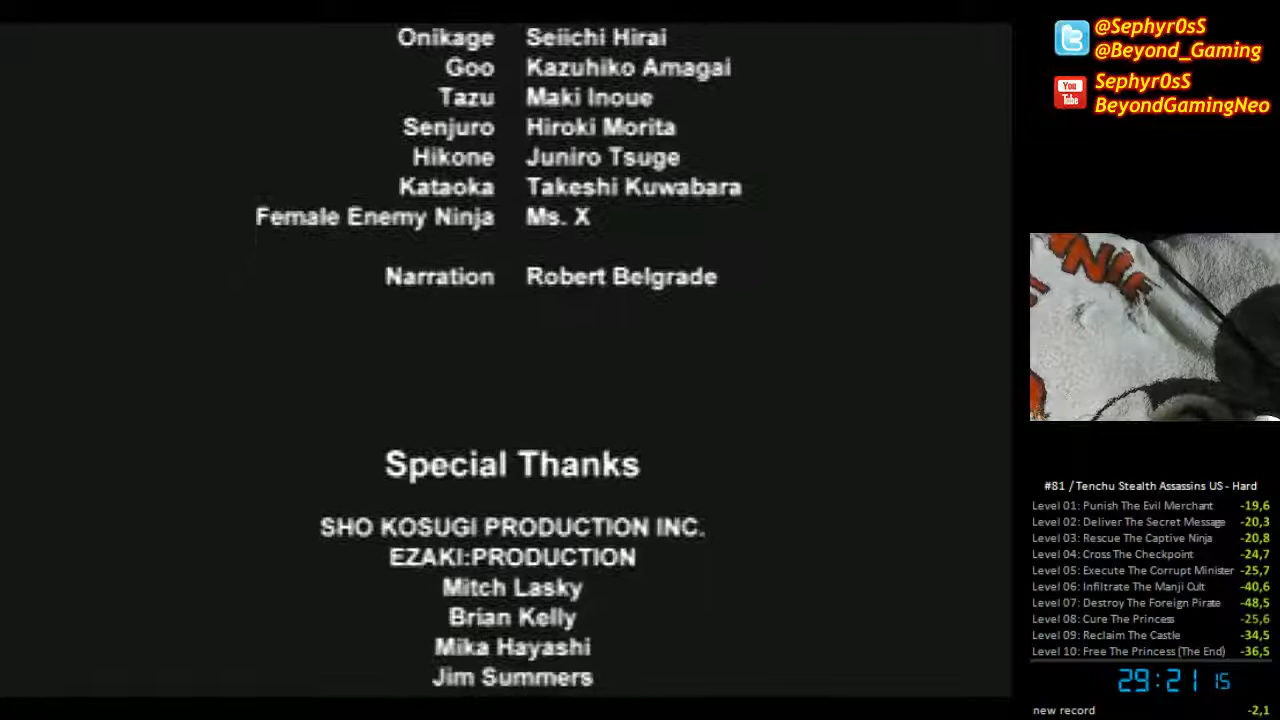 Onikage Seiichi Hirai
Goo Kazuhiko Amagai
Tazu Maki Inoue
Senjuro Hiroki Morita
Hikone Juniro Tsuge
Kataoka Takeshi Kuwabara
Female Enemy Ninja Ms. X
Narration Robert Belgrade
Special Thanks
SHO KOSUGI PRODUCTION INC.
EZAKI:PRODUCTION
Mitch Lasky
Brian Kelly
Mika Hayashi
Jim Summers
@Sephyr0sS
@Beyond_Gaming
You Tube
Sephyr0sS
BeyondGamingNeo
#81 / Tenchu Stealth Assassins US - Hard
Level 01: Punish The Evil Merchant -19,6
Level 02: Deliver The Secret Message -20,3
Level 03: Rescue The Captive Ninja -20,8
Level 04: Cross The Checkpoint -24,7
Level 05: Execute The Corrupt Minister -25,7
Level 06: Infiltrate The Manji Cult -40,6
Level 07: Destroy The Foreign Pirate -48,5
Level 08: Cure The Princess -25,6
Level 09: Reclaim The Castle -34,5
Level 10: Free The Princess (The End) -36,5
29:21 15
new record -2,1